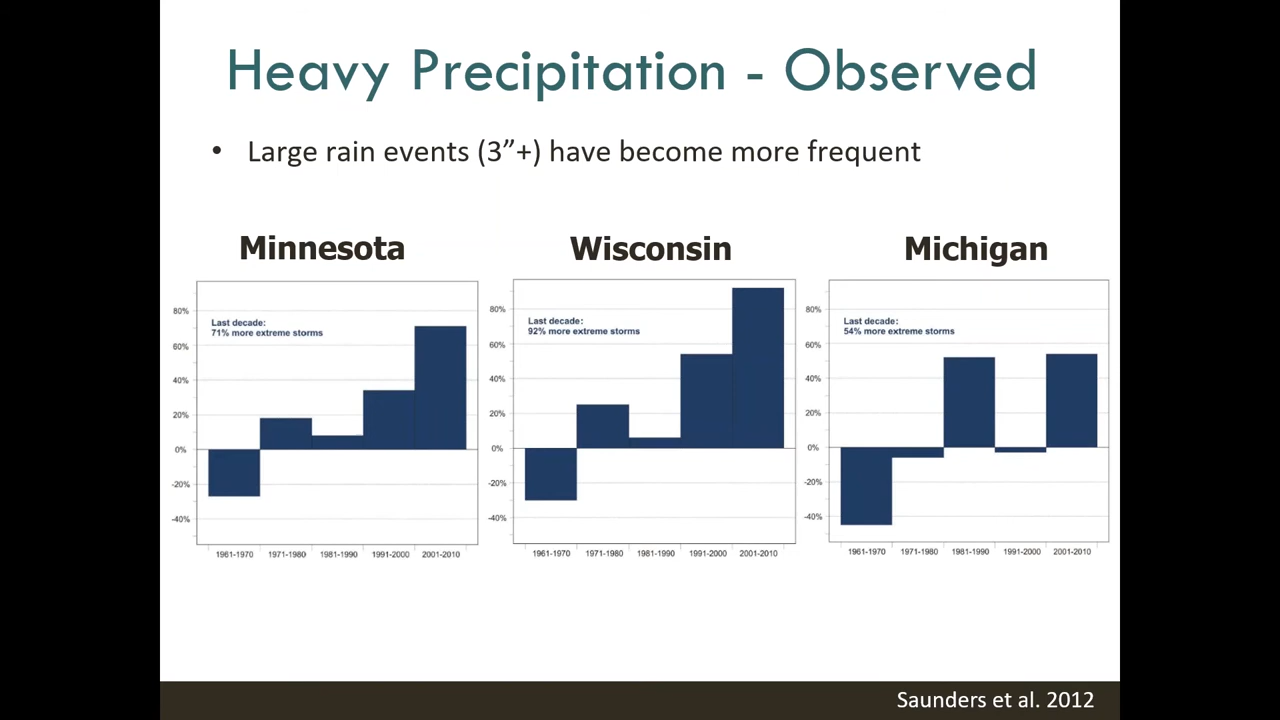 Heavy Precipitation - Observed
• Large rain events (3”+) have become more frequent
Minnesota
80%
60%
40%
20%
0%
-20%
-40%
Last decade:
71% more extreme storms
1961-1970 1971-1980 1981-1990 1991-2000 2001-2010
Wisconsin
80%
60%
40%
20%
0%
-20%
-40%
Last decade:
92% more extreme storms
1961-1970 1971-1980 1981-1990 1991-2000 2001-2010
Michigan
80%
60%
40%
20%
0%
-20%
-40%
Last decade:
54% more extreme storms
1961-1970 1971-1980 1981-1990 1991-2000 2001-2010
Saunders et al. 2012